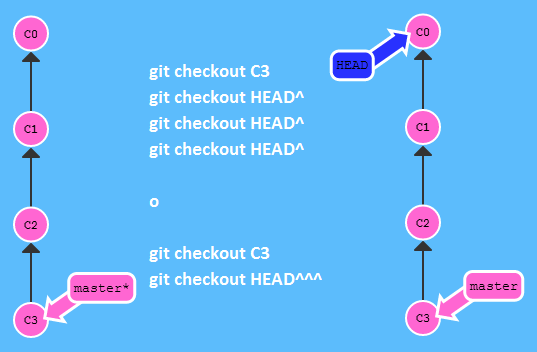 C0
C1
C2
C3
master*
git checkout C3
git checkout HEAD^
git checkout HEAD^
git checkout HEAD^
o
git checkout C3
git checkout HEAD^^^
HEAD
C0
C1
C2
master
C3